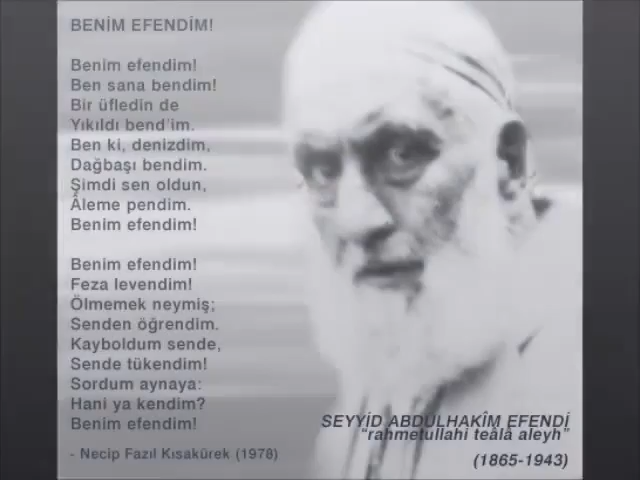 BENİM EFENDİM!
Benim efendim!
Ben sana bendim!
Bir üfledin de
Yıkıldı bend'im.
Ben ki, denizdim,
Dağbaşı bendim.
Şimdi sen oldun,
Âleme pendim.
Benim efendim!
Benim efendim!
Feza levendim!
Ölmemek neymiş;
Senden öğrendim.
Kayboldum sende,
Sende tükendim!
Sordum aynaya:
Hani ya kendim?
Benim efendim!
- Necip Fazıl Kısakürek (1978)
SEYYİD ABDULHAKÎM EFENDİ
"rahmetullahi teâlâ aleyh"
(1865-1943)